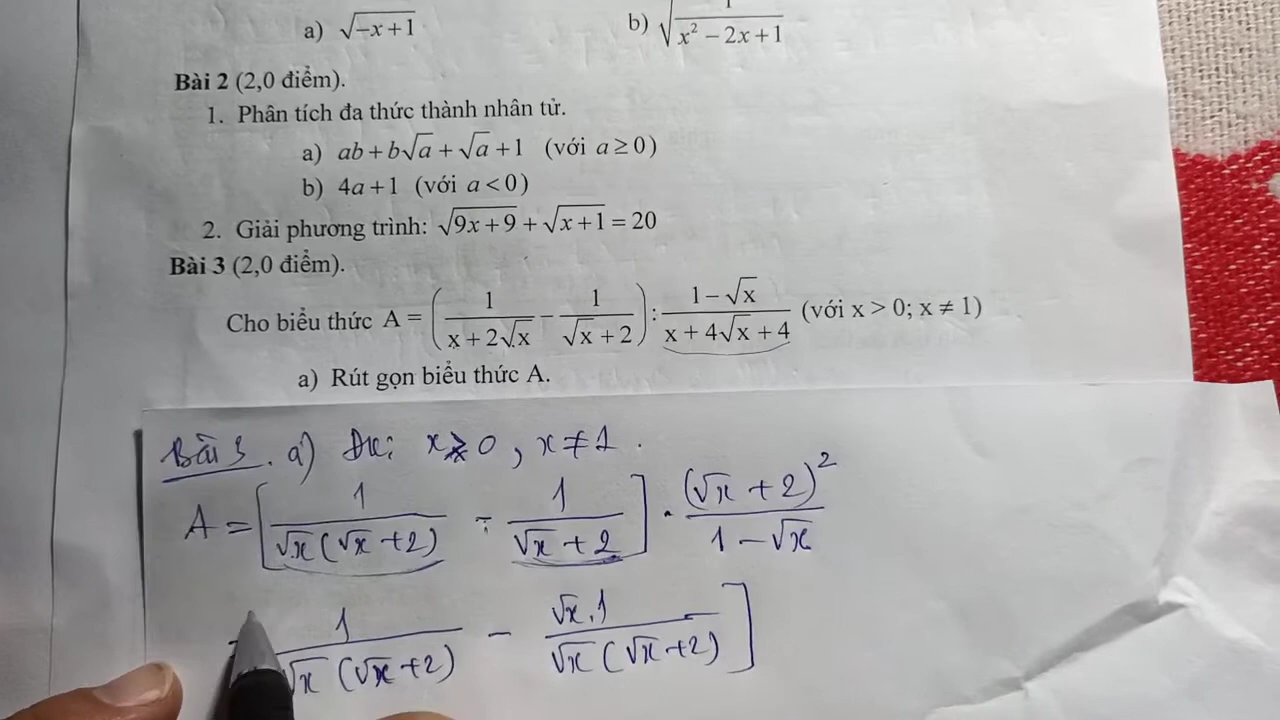 a) √(-x+1) b) √(1/(x² - 2x + 1))
Bài 2 (2,0 điểm).
1. Phân tích đa thức thành nhân tử.
a) ab + b√a + √a + 1 (với a ≥ 0)
b) 4a + 1 (với a < 0)
2. Giải phương trình: √(9x+9) + √(x+1) = 20
Bài 3 (2,0 điểm).
Cho biểu thức A = (1/(x + 2√x) - 1/(√x + 2)) : (1 - √x)/(x + 4√x + 4) (với x > 0; x ≠ 1)
a) Rút gọn biểu thức A.
Bài 3. a) Đk: x > 0, x ≠ 1.
A = [1/(√x(√x + 2)) - 1/(√x + 2)] · (√x + 2)²/(1 - √x)
1/(√x(√x + 2)) - √x.1/(√x(√x + 2))]